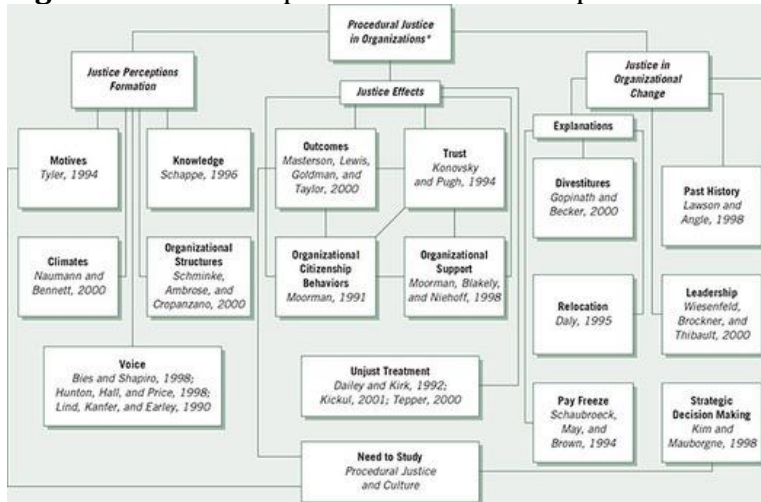 Procedural Justice
in Organizations*
Justice Perceptions
Formation
Justice Effects
Justice in
Organizational
Change
Explanations
Motives
Tyler, 1994
Knowledge
Schappe, 1996
Outcomes
Masterson, Lewis,
Goldman, and
Taylor, 2000
Trust
Konovsky
and Pugh, 1994
Divestitures
Gopinath and
Becker, 2000
Past History
Lawson and
Angle, 1998
Climates
Naumann and
Bennett, 2000
Organizational
Structures
Schminke,
Ambrose, and
Cropanzano, 2000
Organizational
Citizenship
Behaviors
Moorman, 1991
Organizational
Support
Moorman, Blakely,
and Niehoff, 1998
Relocation
Daly, 1995
Leadership
Wiesenfeld,
Brockner, and
Thibault, 2000
Voice
Bies and Shapiro, 1998;
Hunton, Hall, and Price, 1998;
Lind, Kanfer, and Earley, 1990
Unjust Treatment
Dailey and Kirk, 1992;
Kickul, 2001; Tepper, 2000
Pay Freeze
Schaubroeck,
May, and
Brown, 1994
Strategic
Decision Making
Kim and
Mauborgne, 1998
Need to Study
Procedural Justice
and Culture